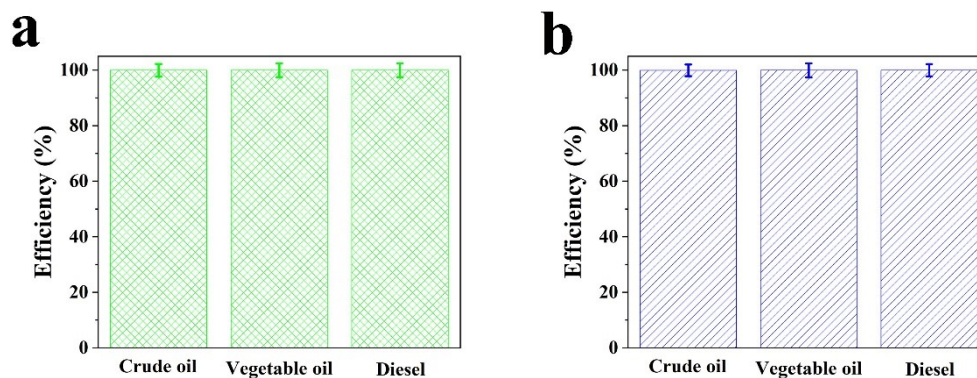 a
Efficiency (%)
100
80
60
40
20
0
Crude oil
Vegetable oil
Diesel
b
Efficiency (%)
100
80
60
40
20
0
Crude oil
Vegetable oil
Diesel